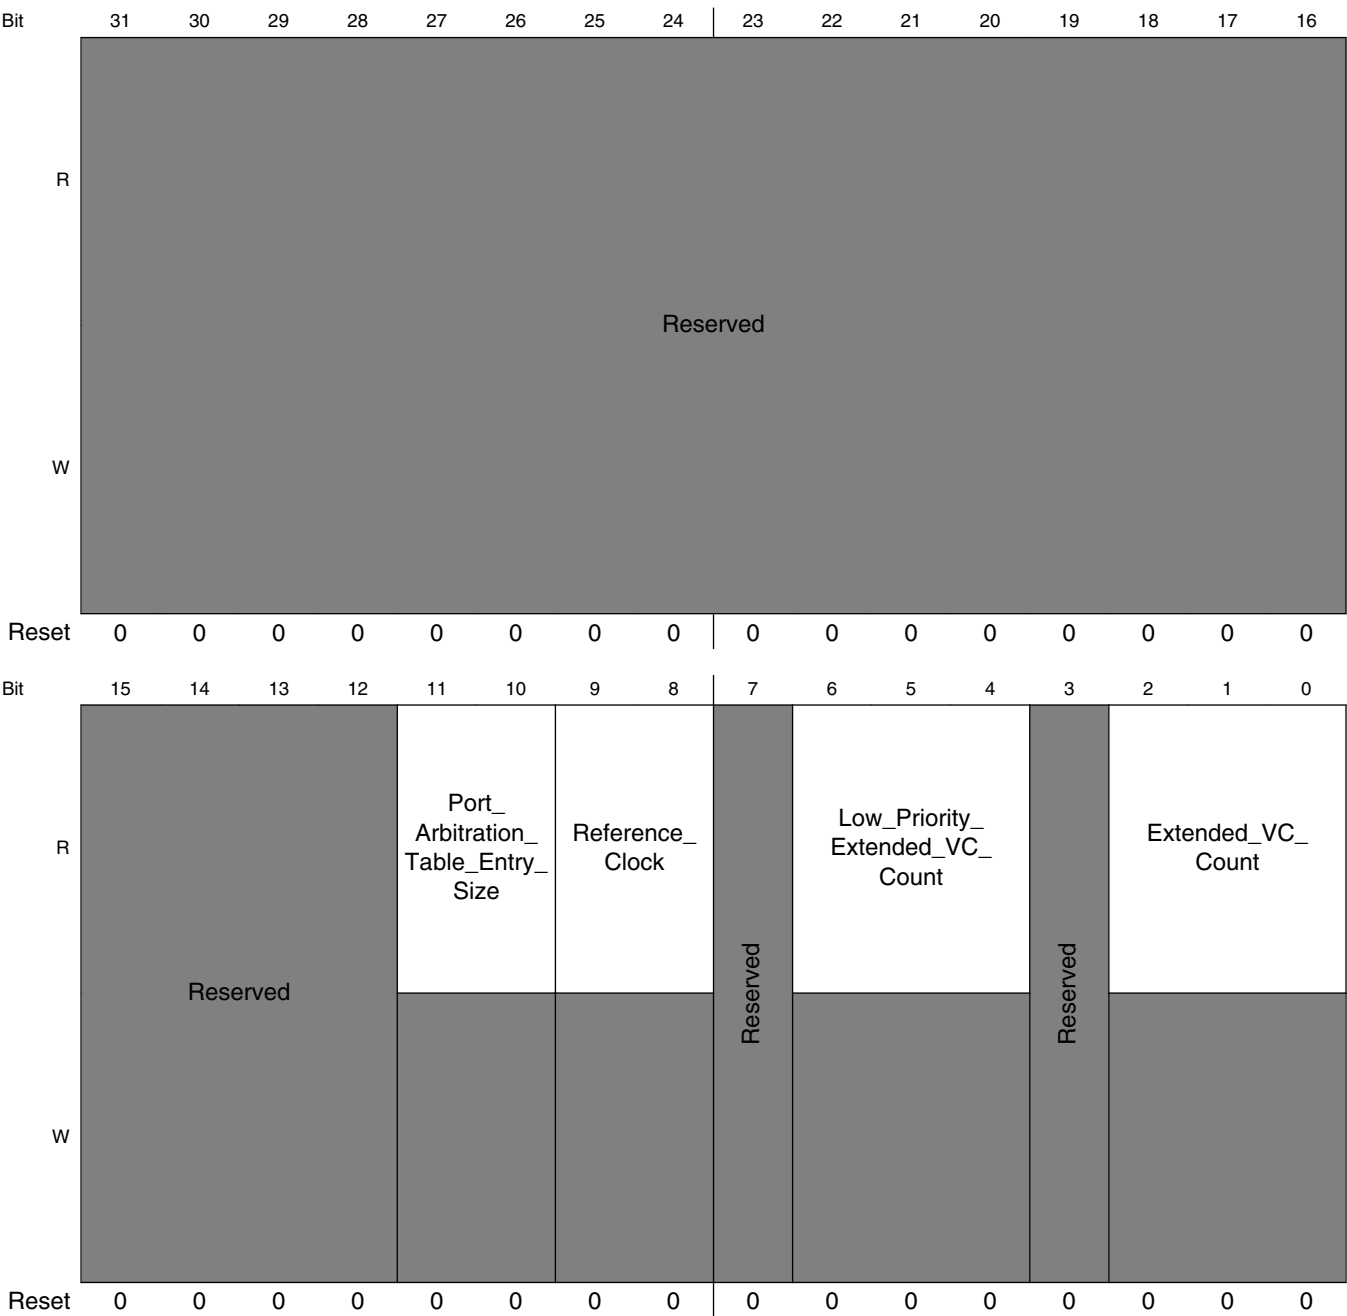 Bit 31 30 29 28 27 26 25 24 23 22 21 20 19 18 17 16
R
Reserved
W
Reset 0 0 0 0 0 0 0 0 0 0 0 0 0 0 0 0
Bit 15 14 13 12 11 10 9 8 7 6 5 4 3 2 1 0
R
Reserved
Port_
Arbitration_
Table_Entry_
Size
Reference_
Clock
Reserved
Low_Priority_
Extended_VC_
Count
Reserved
Extended_VC_
Count
W
Reset 0 0 0 0 0 0 0 0 0 0 0 0 0 0 0 0